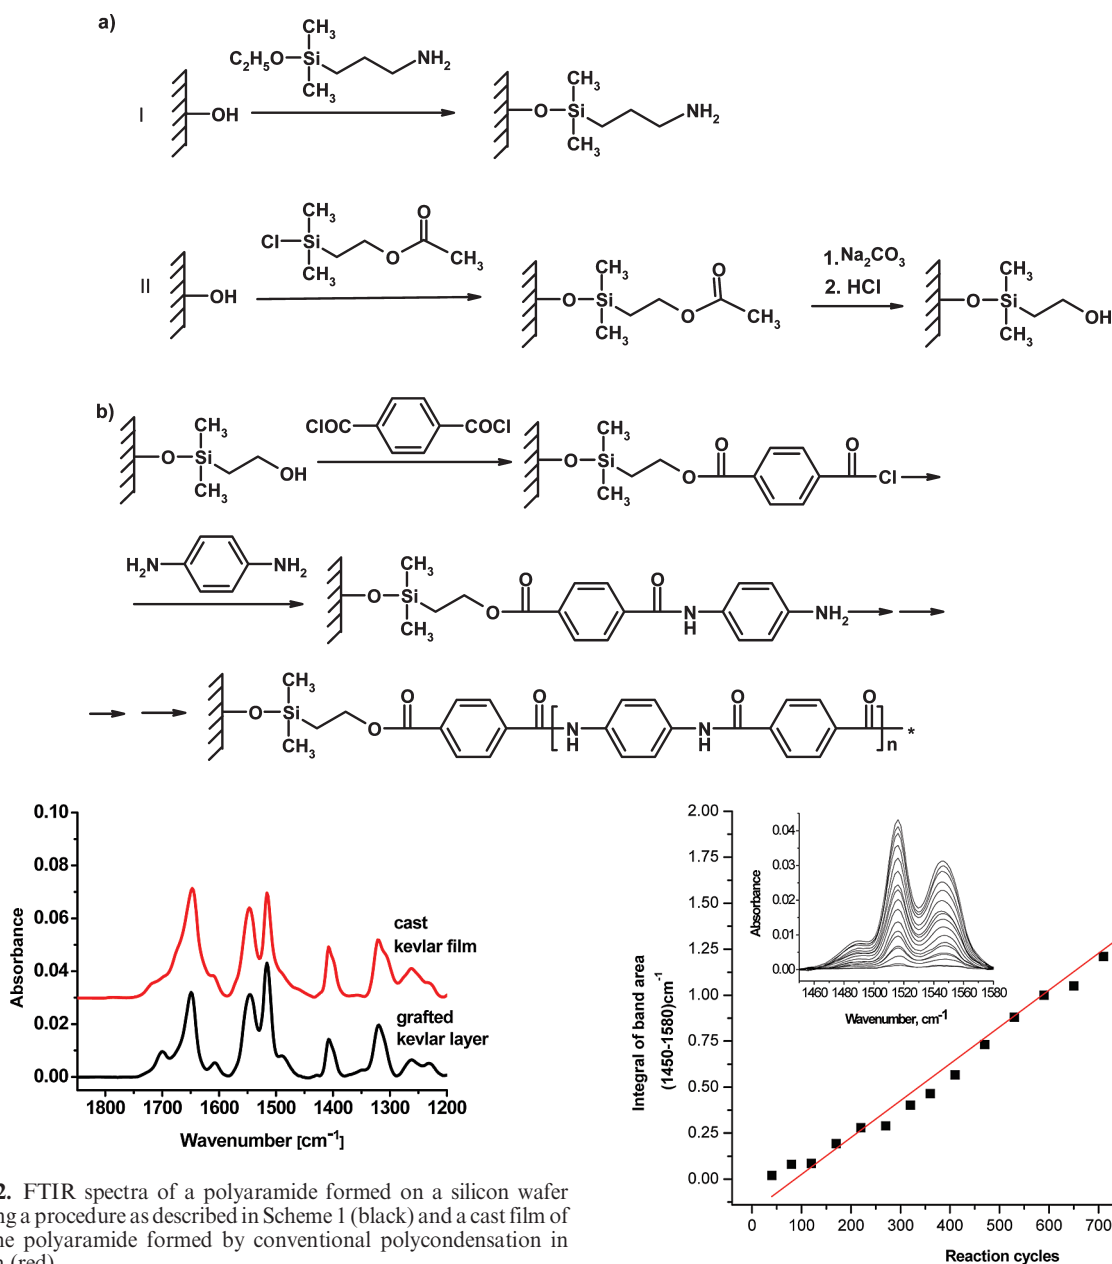 a)
CH3
C2H5O Si NH2
CH3
I OH
CH3
O Si NH2
CH3
CH3 O
Cl Si O CH3
CH3
II OH
CH3 O
O Si O CH3
CH3
1. Na2CO3
2. HCl
CH3
O Si OH
CH3
b)
CH3
O Si OH
CH3
ClOC COCl
CH3 O O
O Si O Cl
CH3
H2N NH2
CH3 O O
O Si O N H NH2
CH3
CH3 O O O O
O Si O N H N H n *
CH3
0.10
0.08
0.06
0.04
0.02
0.00
Absorbance
cast
kevlar film
grafted
kevlar layer
1800 1700 1600 1500 1400 1300 1200
Wavenumber [cm-1]
2. FTIR spectra of a polyaramide formed on a silicon wafer
ng a procedure as described in Scheme 1 (black) and a cast film of
ne polyaramide formed by conventional polycondensation in
n (red)
2.00
1.75
1.50
1.25
1.00
0.75
0.50
0.25
0.00
Integral of band area
(1450-1580)cm-1
0.04
0.03
0.02
0.01
0.00
Absorbance
1460 1480 1500 1520 1540 1560 1580
Wavenumber, cm-1
0 100 200 300 400 500 600 700
Reaction cycles